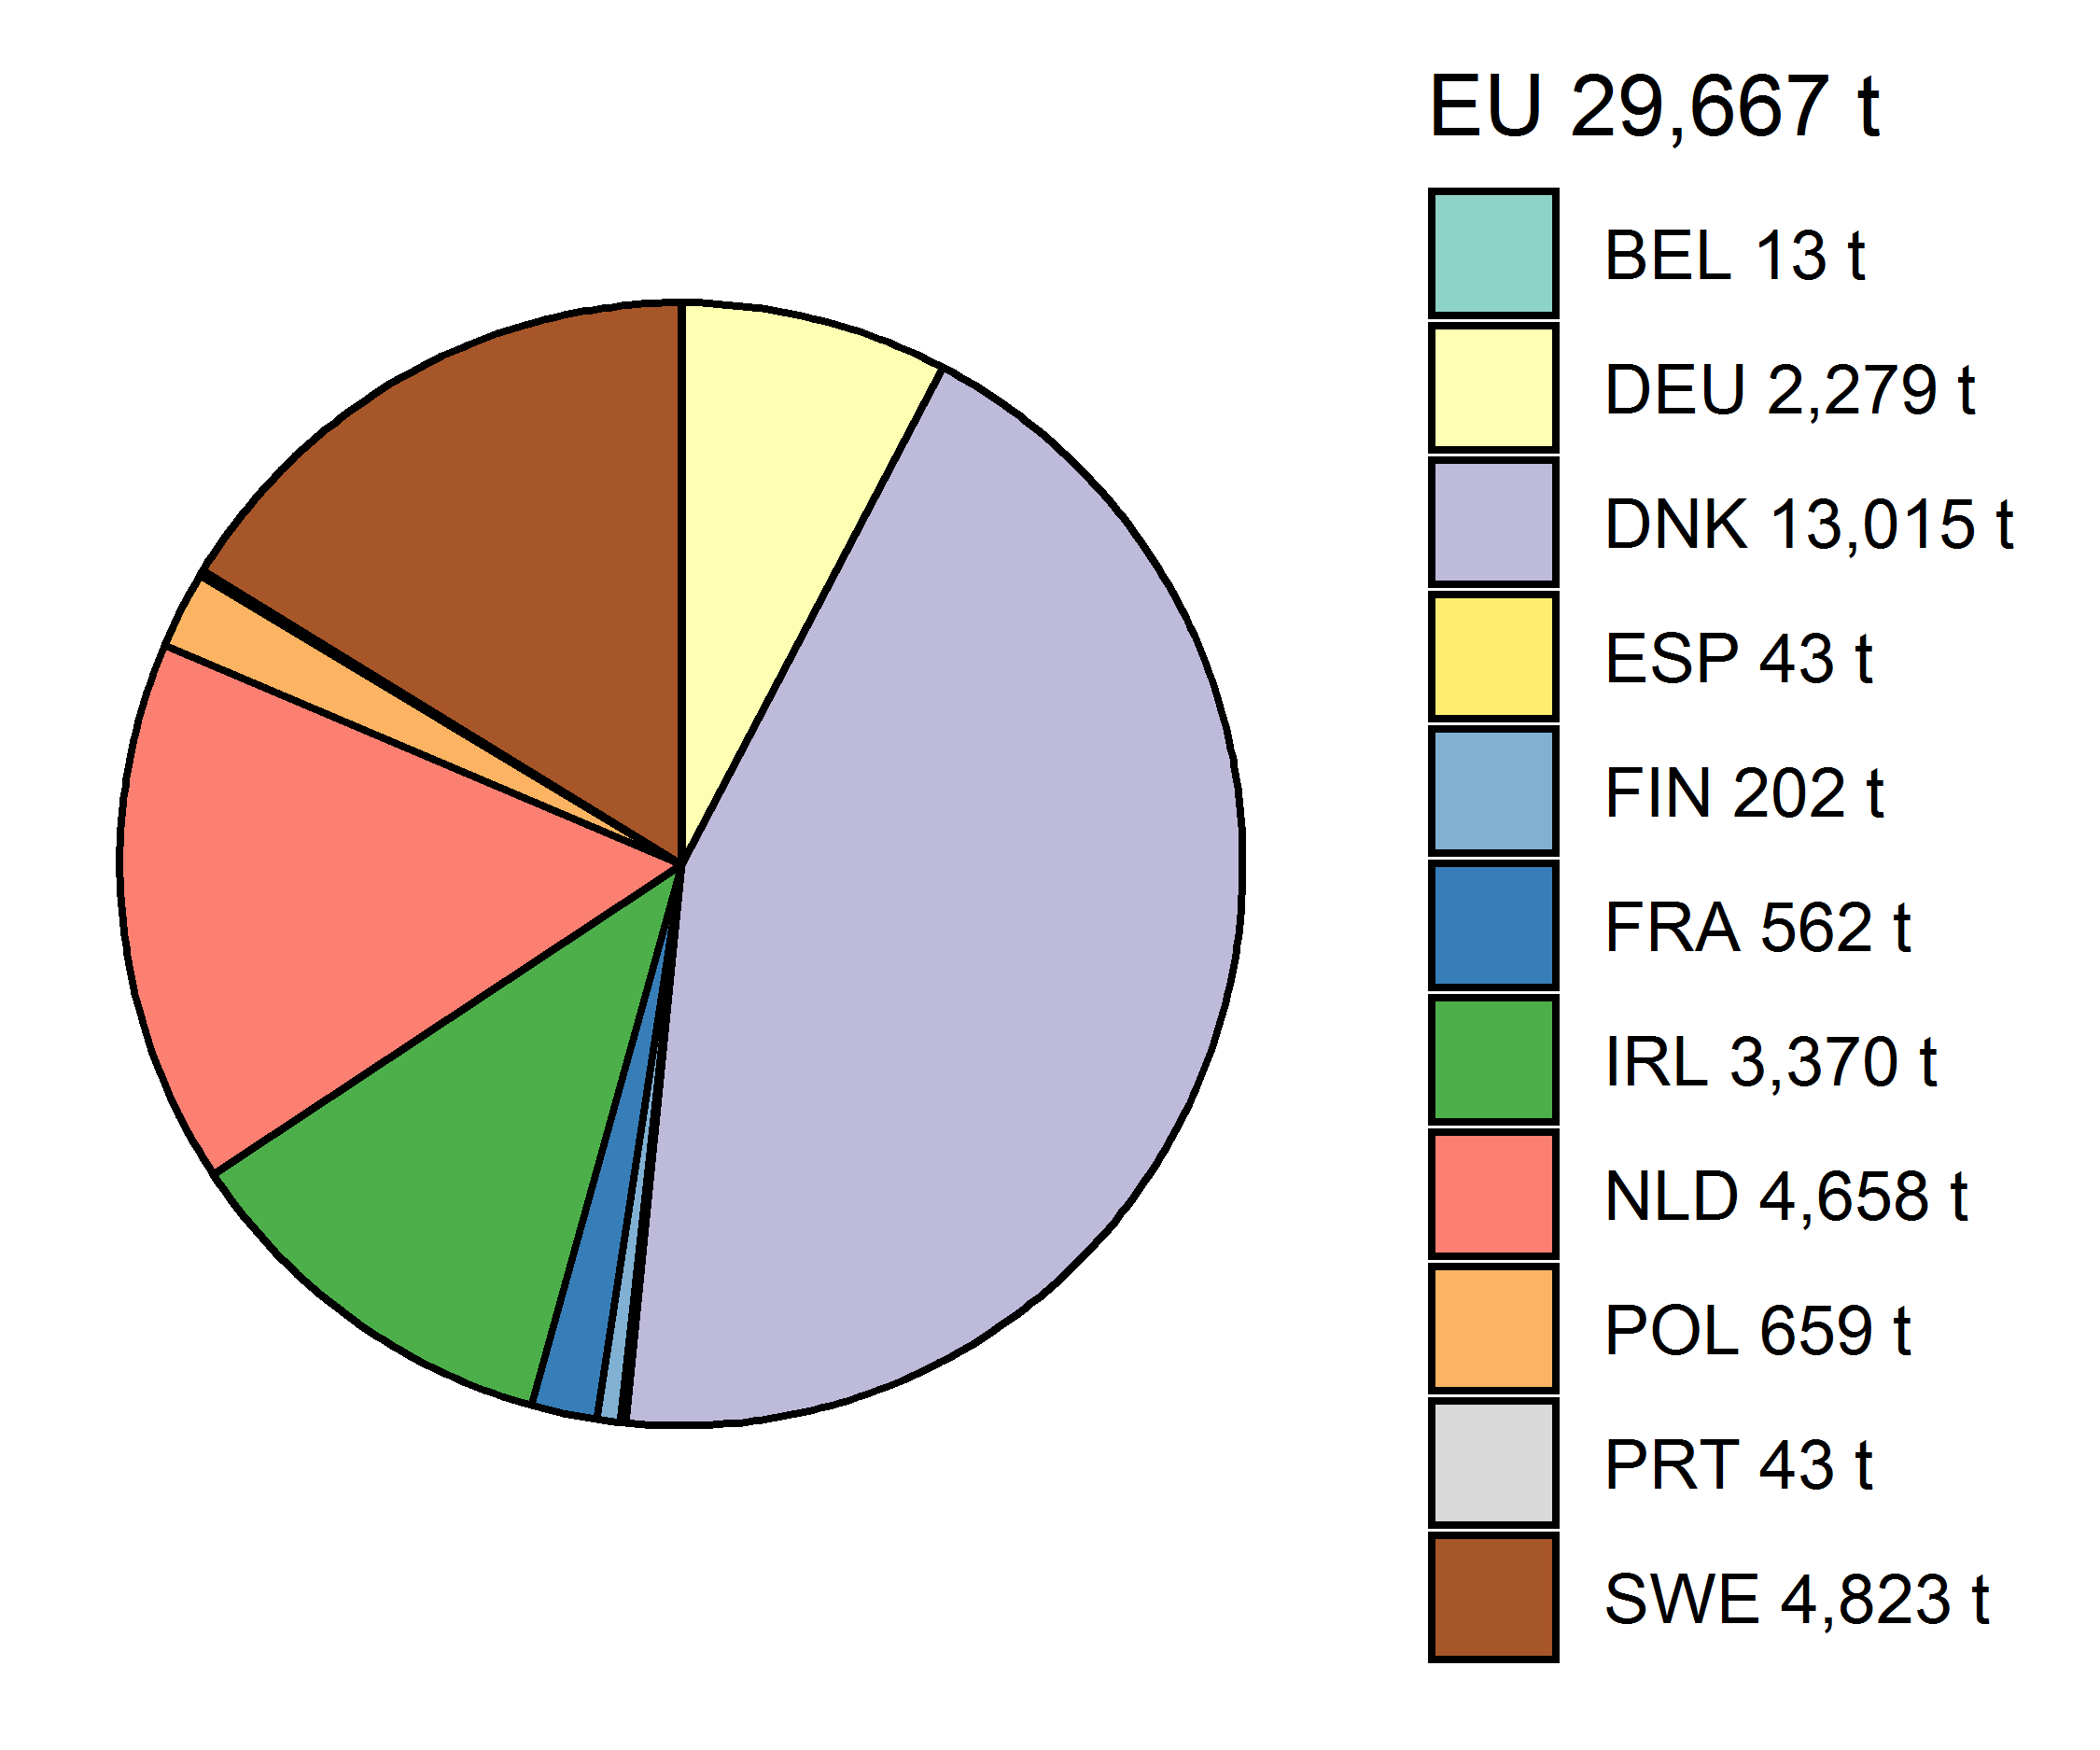 EU 29,667 t
BEL 13 t
DEU 2,279 t
DNK 13,015 t
ESP 43 t
FIN 202 t
FRA 562 t
IRL 3,370 t
NLD 4,658 t
POL 659 t
PRT 43 t
SWE 4,823 t